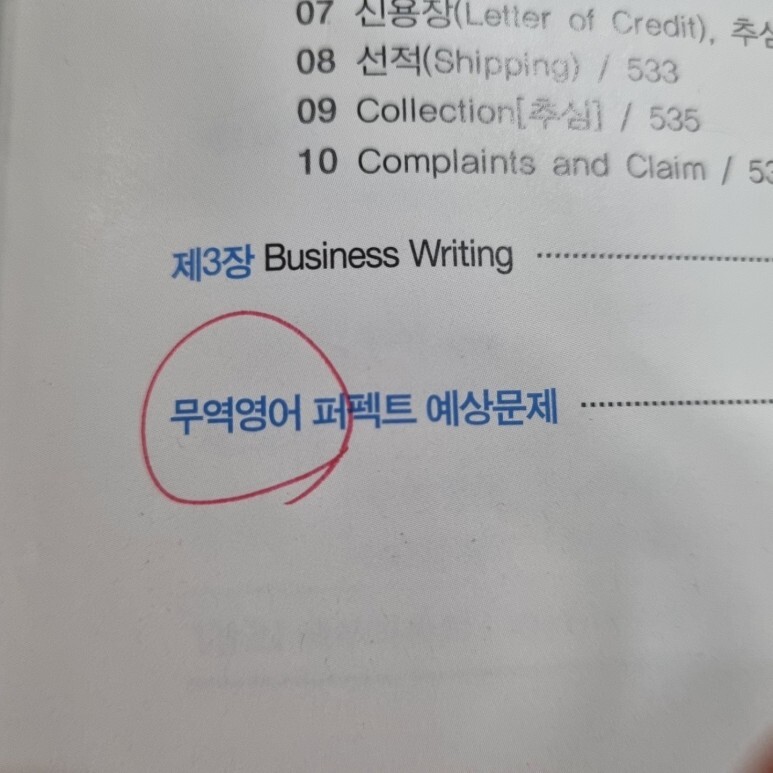 07 신용장(Letter of Credit), 추심
08 선적(Shipping) / 533
09 Collection[추심] / 535
10 Complaints and Claim / 53
제3장 Business Writing
무역영어 퍼펙트 예상문제